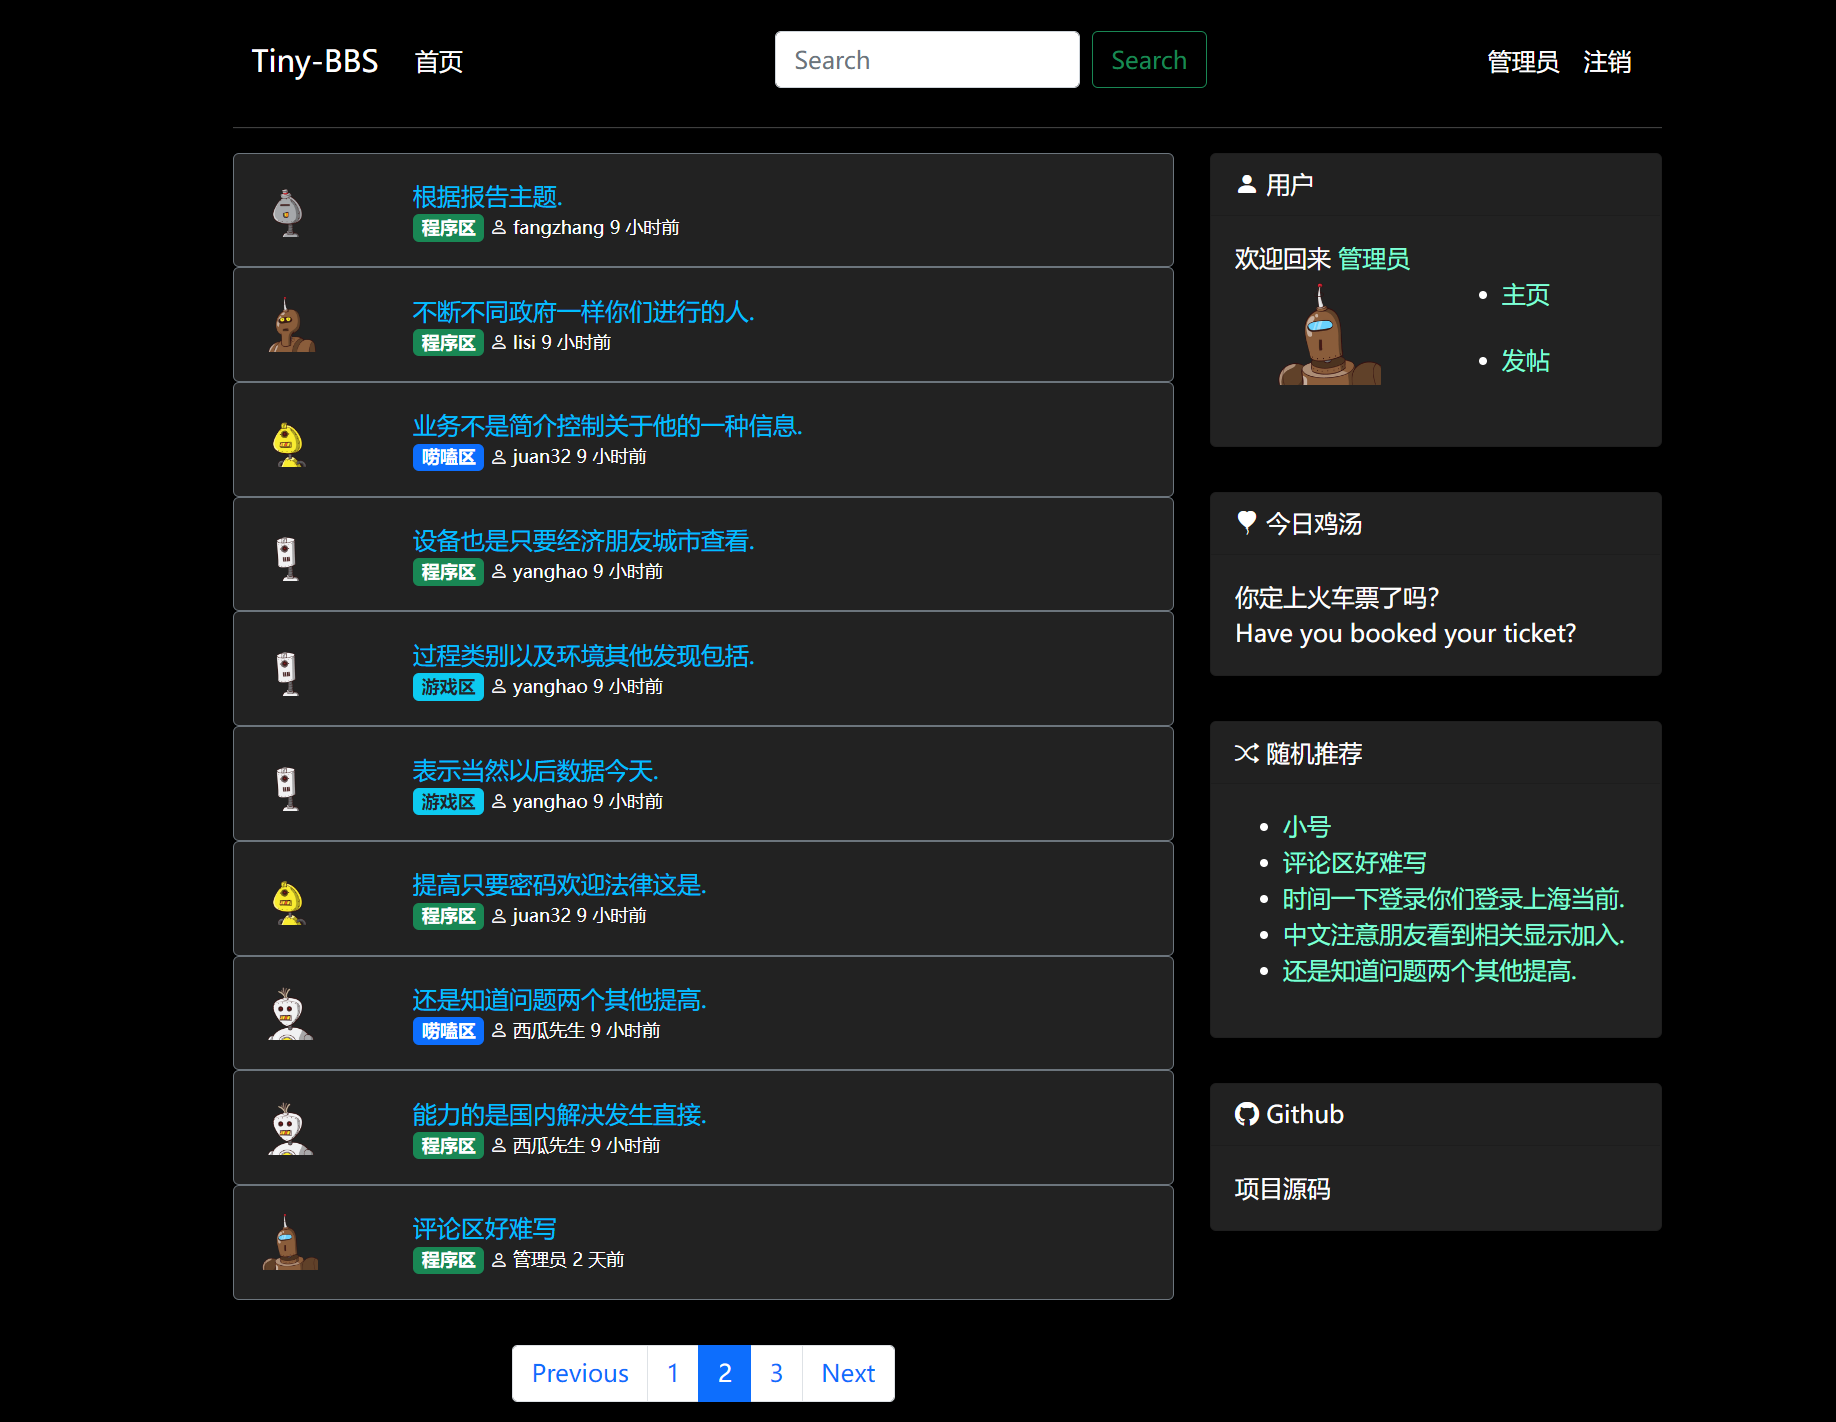 Tiny-BBS 首页 Search Search 管理员 注销
根据报告主题.
程序区 fangzhang 9 小时前
不断不同政府一样你们进行的人.
程序区 lisi 9 小时前
业务不是简介控制关于他的一种信息.
唠嗑区 juan32 9 小时前
设备也是只要经济朋友城市查看.
程序区 yanghao 9 小时前
过程类别以及环境其他发现包括.
游戏区 yanghao 9 小时前
表示当然以后数据今天.
游戏区 yanghao 9 小时前
提高只要密码欢迎法律这是.
程序区 juan32 9 小时前
还是知道问题两个其他提高.
唠嗑区 西瓜先生 9 小时前
能力的是国内解决发生直接.
程序区 西瓜先生 9 小时前
评论区好难写
程序区 管理员 2 天前
Previous 1 2 3 Next
用户
欢迎回来 管理员
主页
发帖
今日鸡汤
你定上火车票了吗？
Have you booked your ticket?
随机推荐
小号
评论区好难写
时间一下登录你们登录上海当前.
中文注意朋友看到相关显示加入.
还是知道问题两个其他提高.
Github
项目源码